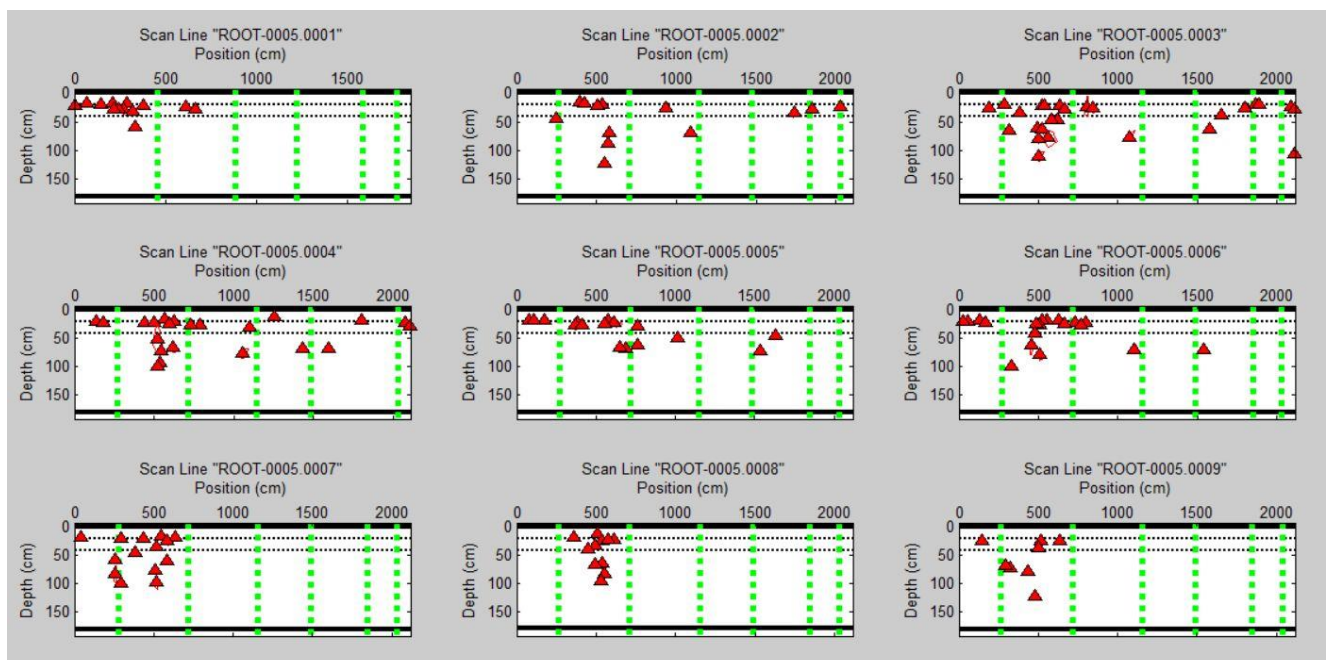 Scan Line "ROOT-0005.0001"
Position (cm)
0 500 1000 1500
Depth (cm)
0
50
100
150
Scan Line "ROOT-0005.0002"
Position (cm)
0 500 1000 1500 2000
Depth (cm)
0
50
100
150
Scan Line "ROOT-0005.0003"
Position (cm)
0 500 1000 1500 2000
Depth (cm)
0
50
100
150
Scan Line "ROOT-0005.0004"
Position (cm)
0 500 1000 1500 2000
Depth (cm)
0
50
100
150
Scan Line "ROOT-0005.0005"
Position (cm)
0 500 1000 1500 2000
Depth (cm)
0
50
100
150
Scan Line "ROOT-0005.0006"
Position (cm)
0 500 1000 1500 2000
Depth (cm)
0
50
100
150
Scan Line "ROOT-0005.0007"
Position (cm)
0 500 1000 1500 2000
Depth (cm)
0
50
100
150
Scan Line "ROOT-0005.0008"
Position (cm)
0 500 1000 1500 2000
Depth (cm)
0
50
100
150
Scan Line "ROOT-0005.0009"
Position (cm)
0 500 1000 1500 2000
Depth (cm)
0
50
100
150